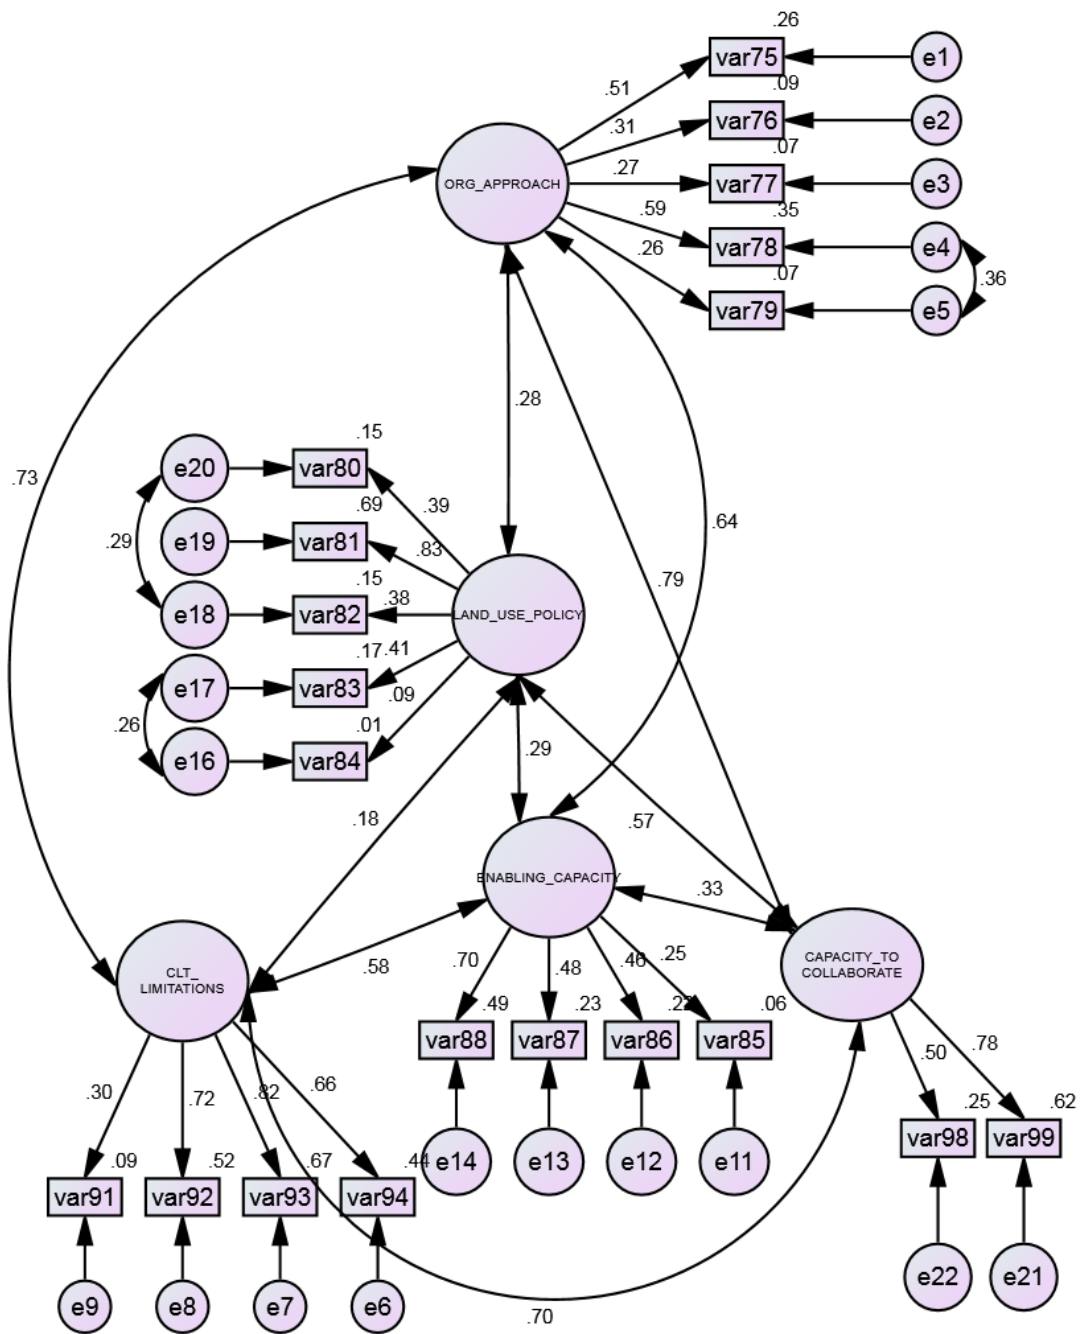 .26
var75
e1
.51
.09
.31
var76
e2
.07
ORG_APPROACH
.27
var77
e3
.59
.35
.26
var78
e4
.07
.36
var79
e5
.28
.73
.15
e20
var80
.39
.69
.64
.29
e19
var81
.83
.15
.79
e18
var82
.38
LAND_USE_POLICY
.17
.41
e17
var83
.09
.26
.01
e16
var84
.29
.18
.57
ENABLING_CAPACITY
.33
CLT_
LIMITATIONS
CAPACITY_TO
COLLABORATE
.58
.70
.48
.46
.25
.49
.23
.22
.06
var88
var87
var86
var85
.50
.78
.30
.72
.82
.66
.25
.62
var98
var99
.09
.52
.67
.44
e14
e13
e12
e11
var91
var92
var93
var94
e22
e21
e9
e8
e7
e6
.70